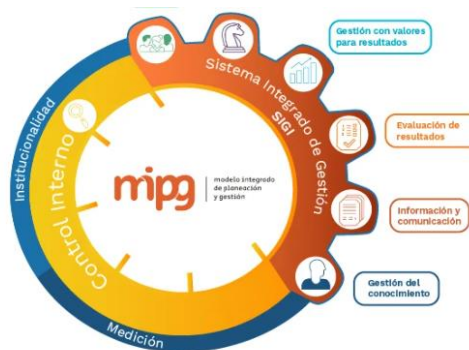 Gestión con valores
para resultados
Evaluación de
resultados
Información y
comunicación
Gestión del
conocimiento
Sistema Integrado de Gestión
SIGI
Institucionalidad
Control Interno
Medición
mipg
modelo integrado
de planeación
y gestión